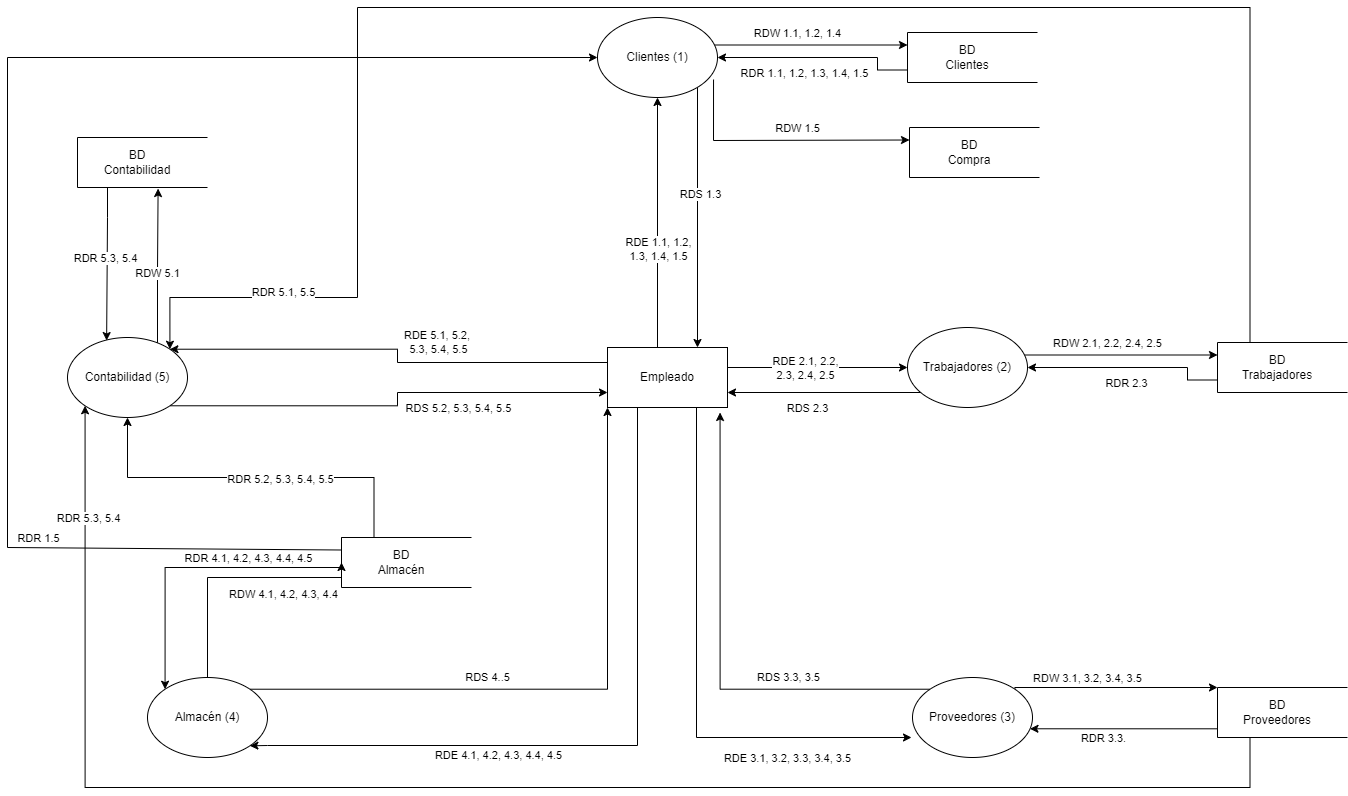 RDW 1.1, 1.2, 1.4
BD
Clientes
Clientes (1)
RDR 1.1, 1.2, 1.3, 1.4, 1.5
RDW 1.5
BD
Compra
BD
Contabilidad
RDS 1.3
RDE 1.1, 1.2,
1.3, 1.4, 1.5
RDR 5.3, 5.4
RDW 5.1
RDR 5.1, 5.5
RDE 5.1, 5.2,
5.3, 5.4, 5.5
Contabilidad (5)
Empleado
RDE 2.1, 2.2,
2.3, 2.4, 2.5
Trabajadores (2)
RDW 2.1, 2.2, 2.4, 2.5
BD
Trabajadores
RDR 2.3
RDS 5.2, 5.3, 5.4, 5.5
RDS 2.3
RDR 5.2, 5.3, 5.4, 5.5
RDR 5.3, 5.4
RDR 1.5
RDR 4.1, 4.2, 4.3, 4.4, 4.5
BD
Almacén
RDW 4.1, 4.2, 4.3, 4.4
RDS 4..5
RDS 3.3, 3.5
RDW 3.1, 3.2, 3.4, 3.5
Almacén (4)
Proveedores (3)
BD
Proveedores
RDR 3.3.
RDE 4.1, 4.2, 4.3, 4.4, 4.5
RDE 3.1, 3.2, 3.3, 3.4, 3.5